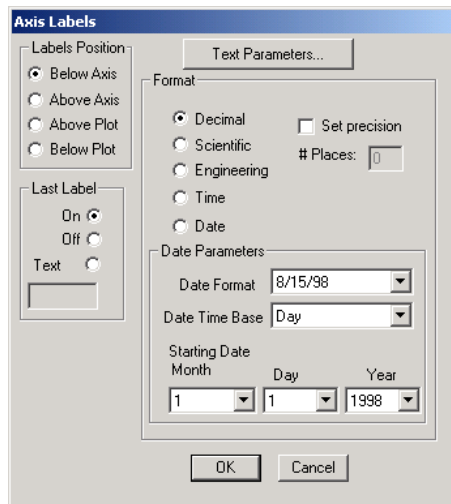 Axis Labels
Labels Position
Below Axis
Above Axis
Above Plot
Below Plot
Last Label
On
Off
Text
Text Parameters...
Format
Decimal
Scientific
Engineering
Time
Date
Set precision
# Places: 0
Date Parameters
Date Format 8/15/98
Date Time Base Day
Starting Date
Month Day Year
1 1 1998
OK Cancel